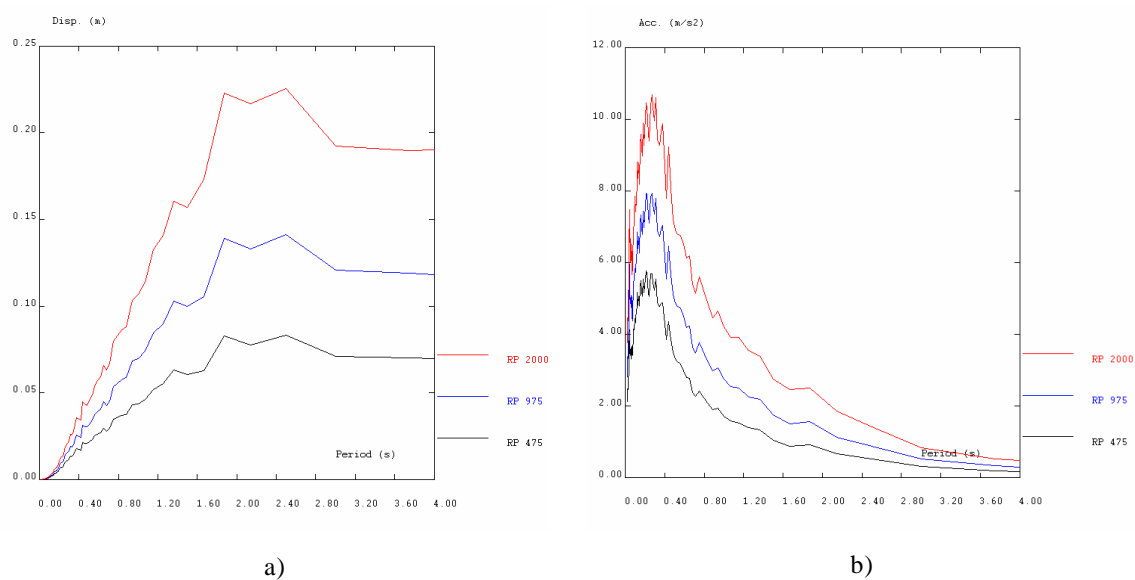 Disp. (m)
0.25
0.20
0.15
0.10
0.05
0.00
0.00 0.40 0.80 1.20 1.60 2.00 2.40 2.80 3.20 3.60 4.00
Period (s)
RP 2000
RP 975
RP 475
a)
Acc. (m/s2)
12.00
10.00
8.00
6.00
4.00
2.00
0.00
0.00 0.40 0.80 1.20 1.60 2.00 2.40 2.80 3.20 3.60 4.00
Period (s)
RP 2000
RP 975
RP 475
b)